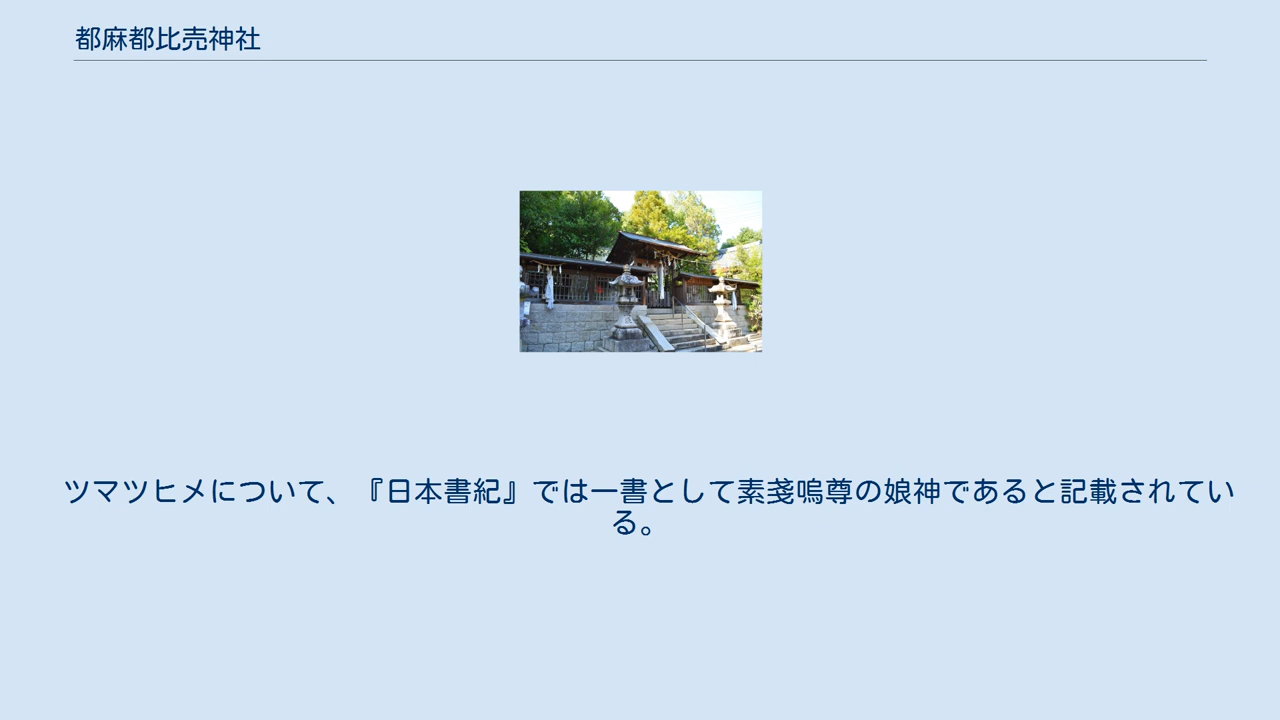 都麻都比売神社
ツマツヒメについて、『日本書紀』では一書として素戔嗚尊の娘神であると記載されてい
る。